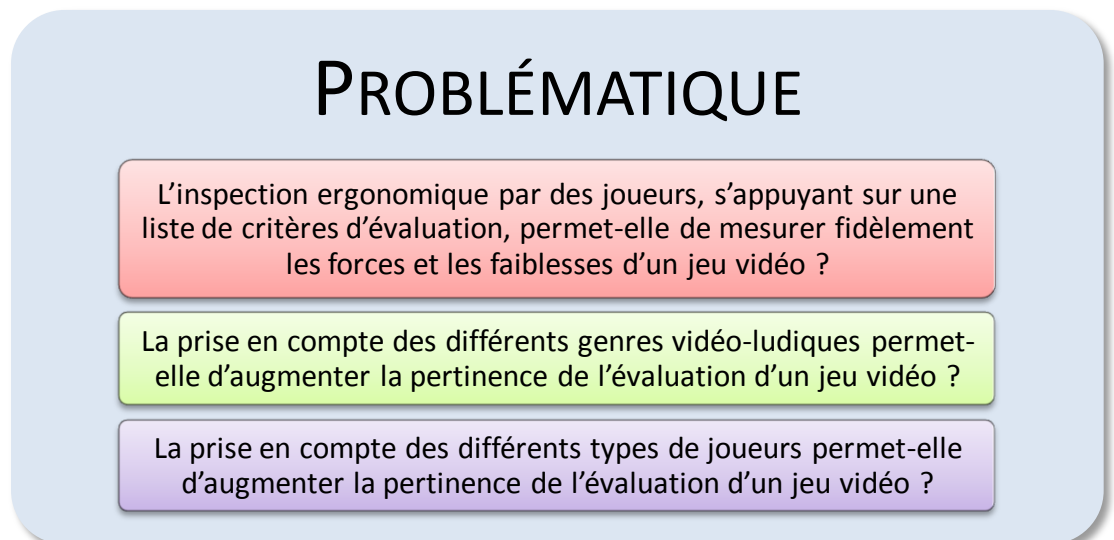 PROBLÉMATIQUE
L’inspection ergonomique par des joueurs, s’appuyant sur une
liste de critères d’évaluation, permet-elle de mesurer fidèlement
les forces et les faiblesses d’un jeu vidéo ?
La prise en compte des différents genres vidéo-ludiques permet-
elle d’augmenter la pertinence de l’évaluation d’un jeu vidéo ?
La prise en compte des différents types de joueurs permet-elle
d’augmenter la pertinence de l’évaluation d’un jeu vidéo ?